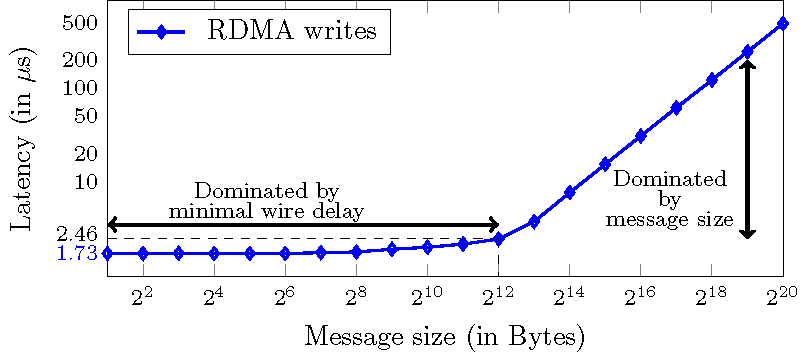 RDMA writes
Latency (in μs)
500
200
100
50
20
10
2.46
1.73
Dominated by
minimal wire delay
Dominated
by
message size
2^2 2^4 2^6 2^8 2^10 2^12 2^14 2^16 2^18 2^20
Message size (in Bytes)